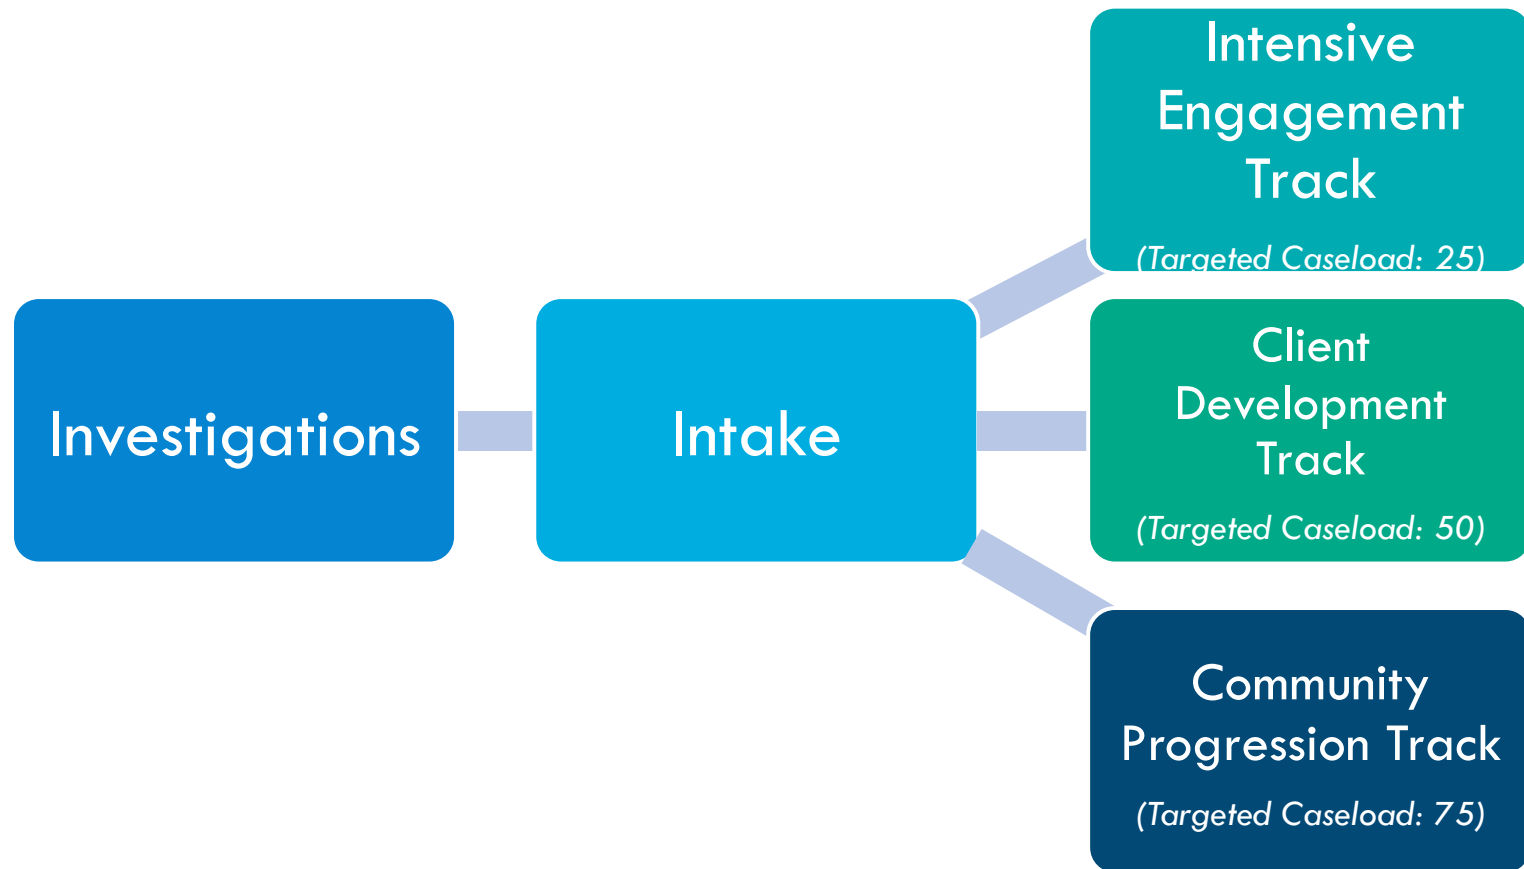 Investigations
Intake
Intensive
Engagement
Track
(Targeted Caseload: 25)
Client
Development
Track
(Targeted Caseload: 50)
Community
Progression Track
(Targeted Caseload: 75)